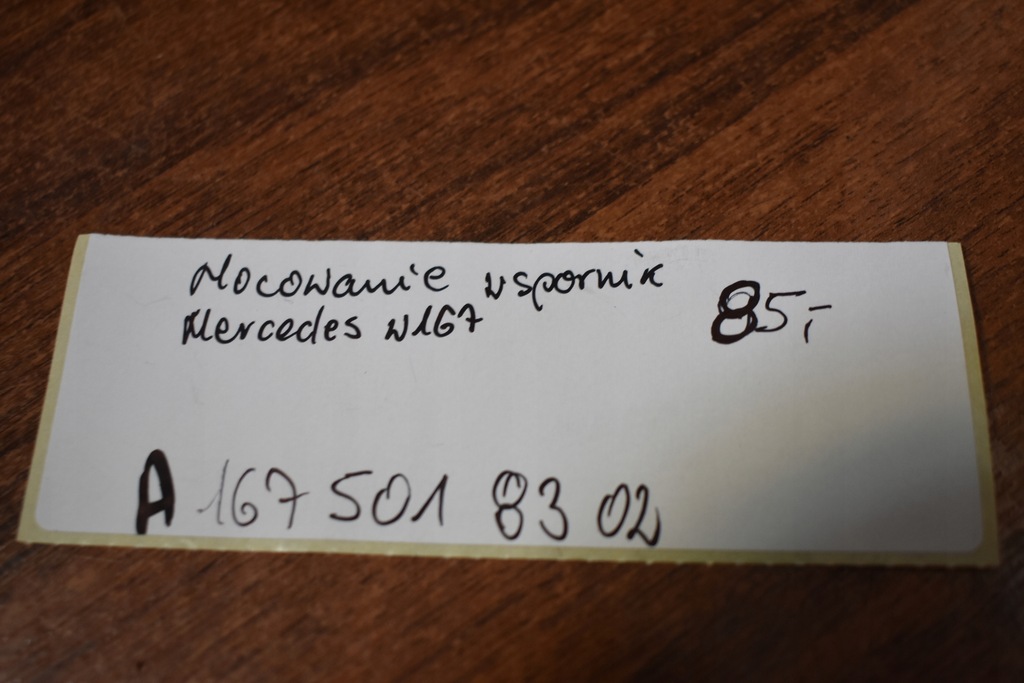 Mocowanie wspornik
Mercedes W167
85,-
A 167 501 83 02